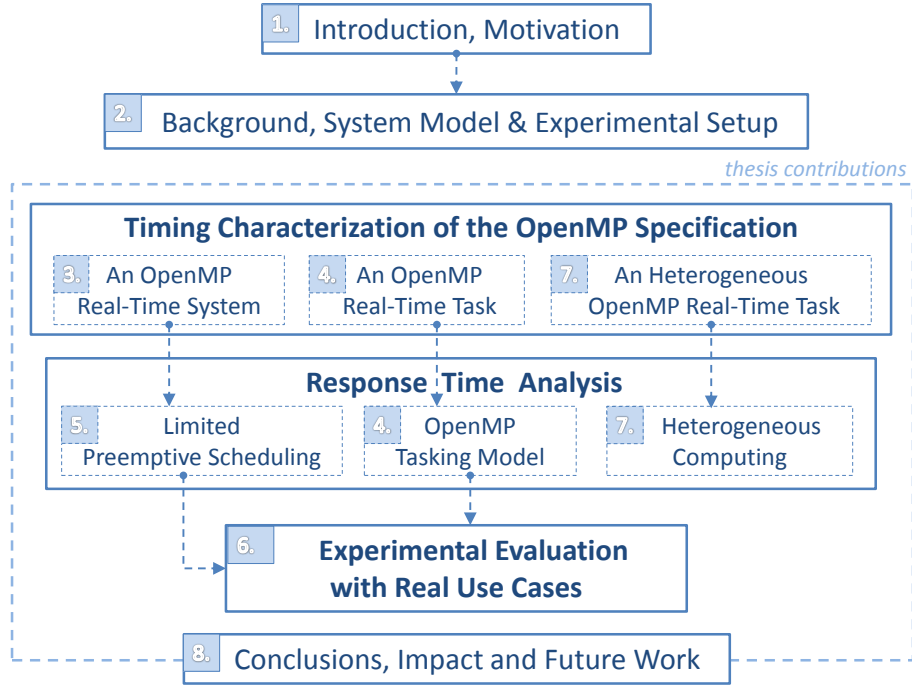 1. Introduction, Motivation
2. Background, System Model & Experimental Setup
thesis contributions
Timing Characterization of the OpenMP Specification
3. An OpenMP
Real-Time System
4. An OpenMP
Real-Time Task
7. An Heterogeneous
OpenMP Real-Time Task
Response Time Analysis
5. Limited
Preemptive Scheduling
4. OpenMP
Tasking Model
7. Heterogeneous
Computing
6. Experimental Evaluation
with Real Use Cases
8. Conclusions, Impact and Future Work